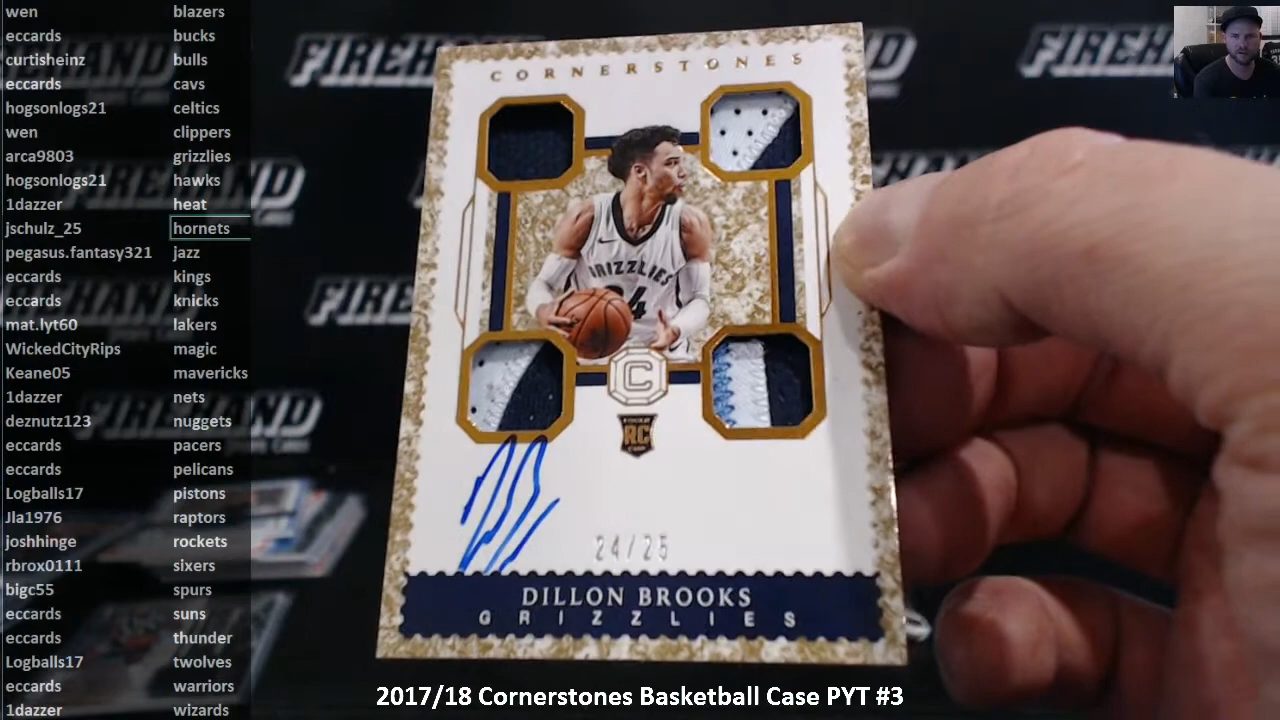 wen blazers
eccards bucks
curtisheinz bulls
eccards cavs
hogsonlogs21 celtics
wen clippers
arca9803 grizzlies
hogsonlogs21 hawks
1dazzer heat
jschulz_25 hornets
pegasus.fantasy321 jazz
eccards kings
eccards knicks
mat.lyt60 lakers
WickedCityRips magic
Keane05 mavericks
1dazzer nets
deznutz123 nuggets
eccards pacers
eccards pelicans
Logballs17 pistons
Jla1976 raptors
joshhinge rockets
rbrox0111 sixers
bigc55 spurs
eccards suns
eccards thunder
Logballs17 twolves
eccards warriors
1dazzer wizards
FIREHAND
FIREHAND
CORNERSTONES
GRIZZLIES
24
C
RC
24/25
DILLON BROOKS
GRIZZLIES
2017/18 Cornerstones Basketball Case PYT #3